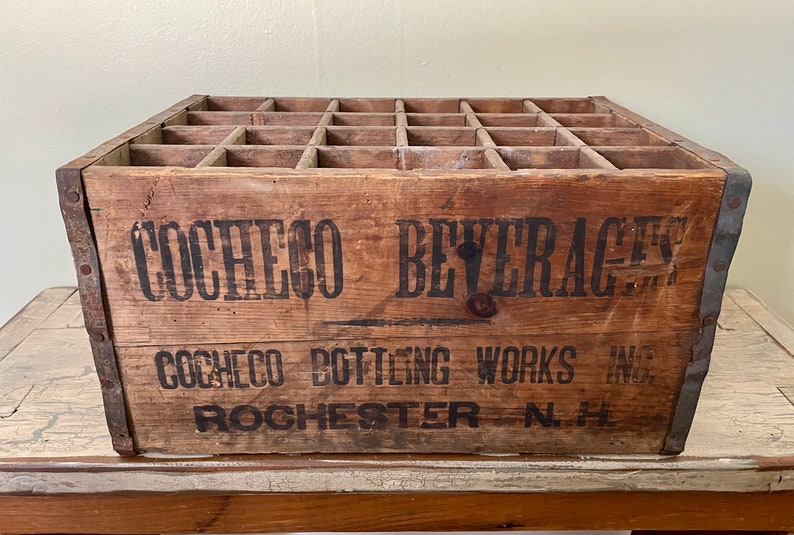 COCHECO BEVERAGES
COCHECO BOTTLING WORKS INC.
ROCHESTER N.H.